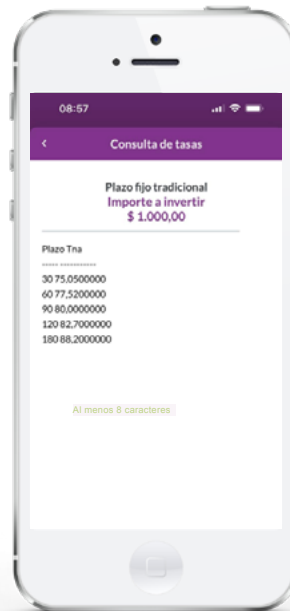 08:57
Consulta de tasas
Plazo fijo tradicional
Importe a invertir
$ 1.000,00
Plazo Tna
----- -----------
30 75,0500000
60 77,5200000
90 80,0000000
120 82,7000000
180 88,2000000
Al menos 8 caracteres